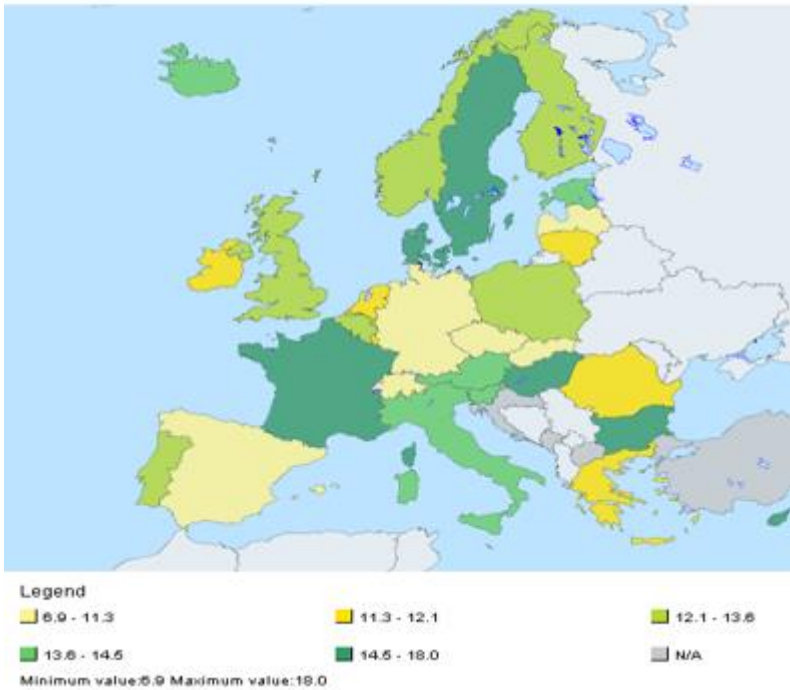 Legend
6.9 - 11.3
11.3 - 12.1
12.1 - 13.6
13.6 - 14.5
14.5 - 18.0
N/A
Minimum value:6.9 Maximum value:18.0